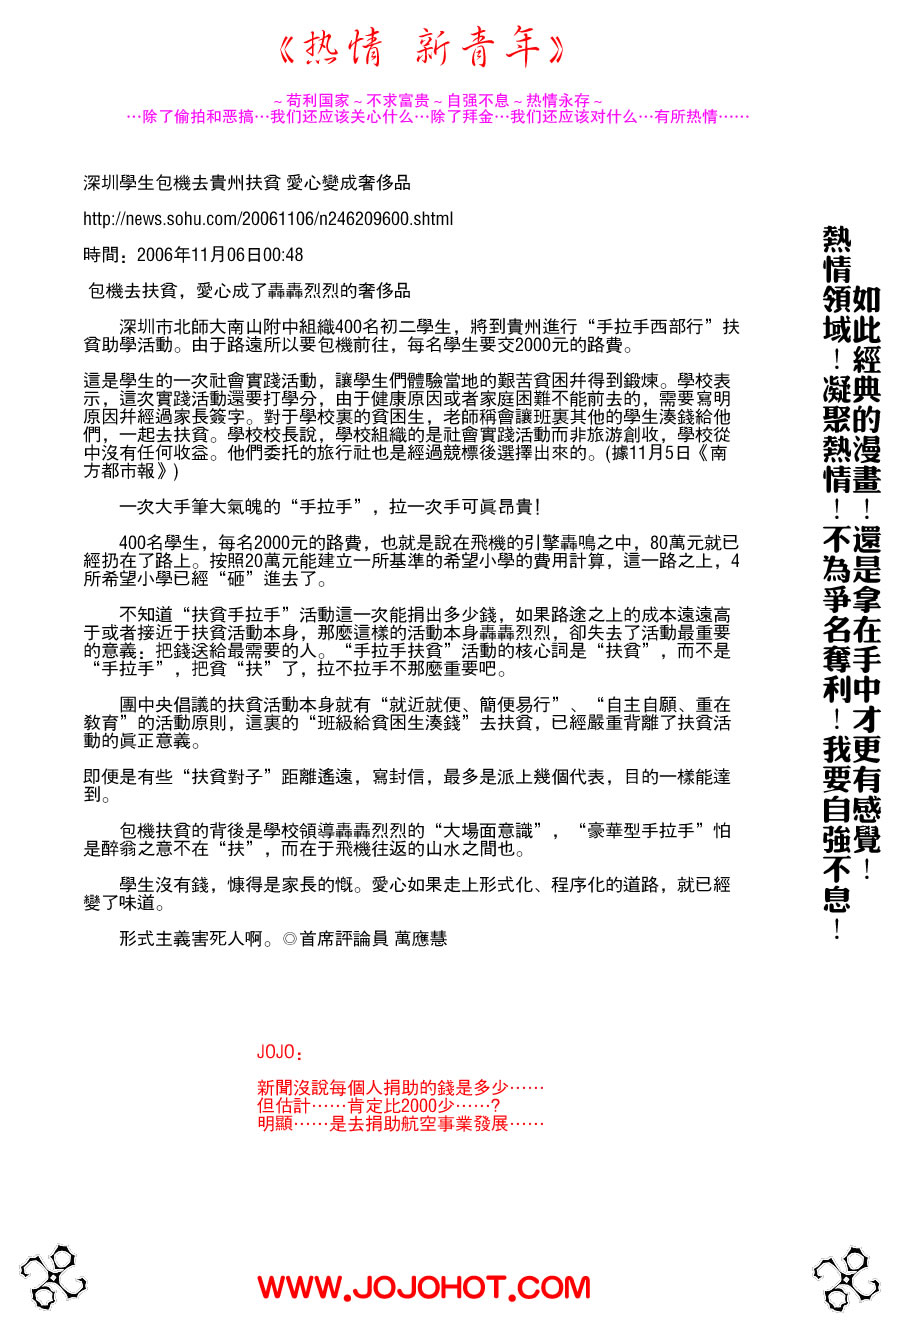 《热情 新青年》
～苟利国家～不求富贵～自强不息～热情永存～
…除了偷拍和恶搞…我们还应该关心什么…除了拜金…我们还应该对什么…有所热情……
深圳學生包機去貴州扶貧 愛心變成奢侈品
http://news.sohu.com/20061106/n246209600.shtml
時間：2006年11月06日00:48
包機去扶貧，愛心成了轟轟烈烈的奢侈品
深圳市北師大南山附中組織400名初二學生，將到貴州進行“手拉手西部行”扶
貧助學活動。由于路遠所以要包機前往，每名學生要交2000元的路費。
這是學生的一次社會實踐活動，讓學生們體驗當地的艱苦貧困幷得到鍛煉。學校表
示，這次實踐活動還要打學分，由于健康原因或者家庭困難不能前去的，需要寫明
原因幷經過家長簽字。對于學校裏的貧困生，老師稱會讓班裏其他的學生湊錢給他
們，一起去扶貧。學校校長說，學校組織的是社會實踐活動而非旅游創收，學校從
中沒有任何收益。他們委托的旅行社也是經過競標後選擇出來的。(據11月5日《南
方都市報》)
一次大手筆大氣魄的“手拉手”，拉一次手可眞昂貴！
400名學生，每名2000元的路費，也就是說在飛機的引擎轟鳴之中，80萬元就已
經扔在了路上。按照20萬元能建立一所基準的希望小學的費用計算，這一路之上，4
所希望小學已經“砸”進去了。
不知道“扶貧手拉手”活動這一次能捐出多少錢，如果路途之上的成本遠遠高
于或者接近于扶貧活動本身，那麼這樣的活動本身轟轟烈烈，卻失去了活動最重要
的意義：把錢送給最需要的人。“手拉手扶貧”活動的核心詞是“扶貧”，而不是
“手拉手”，把貧“扶”了，拉不拉手不那麼重要吧。
團中央倡議的扶貧活動本身就有“就近就便、簡便易行”、“自主自願、重在
敎育”的活動原則，這裏的“班級給貧困生湊錢”去扶貧，已經嚴重背離了扶貧活
動的眞正意義。
即便是有些“扶貧對子”距離遙遠，寫封信，最多是派上幾個代表，目的一樣能達
到。
包機扶貧的背後是學校領導轟轟烈烈的“大場面意識”，“豪華型手拉手”怕
是醉翁之意不在“扶”，而在于飛機往返的山水之間也。
學生沒有錢，慷得是家長的慨。愛心如果走上形式化、程序化的道路，就已經
變了味道。
形式主義害死人啊。◎首席評論員 萬應慧
如此經典的漫畫！還是拿在手中才更有感覺！
熱情領域！凝聚熱情！不為爭名奪利！我要自強不息！
JOJO：
新聞沒說每個人捐助的錢是多少……
但估計……肯定比2000少……?
明顯……是去捐助航空事業發展……
WWW.JOJOHOT.COM